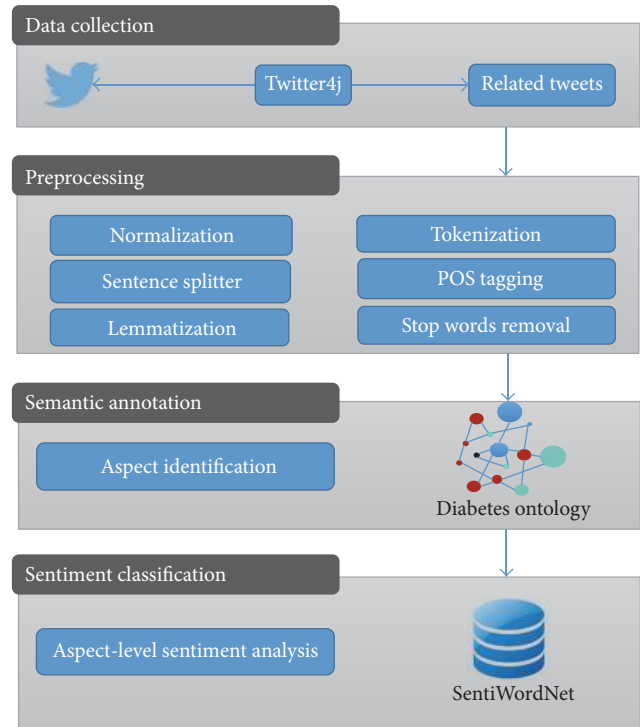 Data collection
Twitter4j
Related tweets
Preprocessing
Normalization
Tokenization
Sentence splitter
POS tagging
Lemmatization
Stop words removal
Semantic annotation
Aspect identification
Diabetes ontology
Sentiment classification
Aspect-level sentiment analysis
SentiWordNet